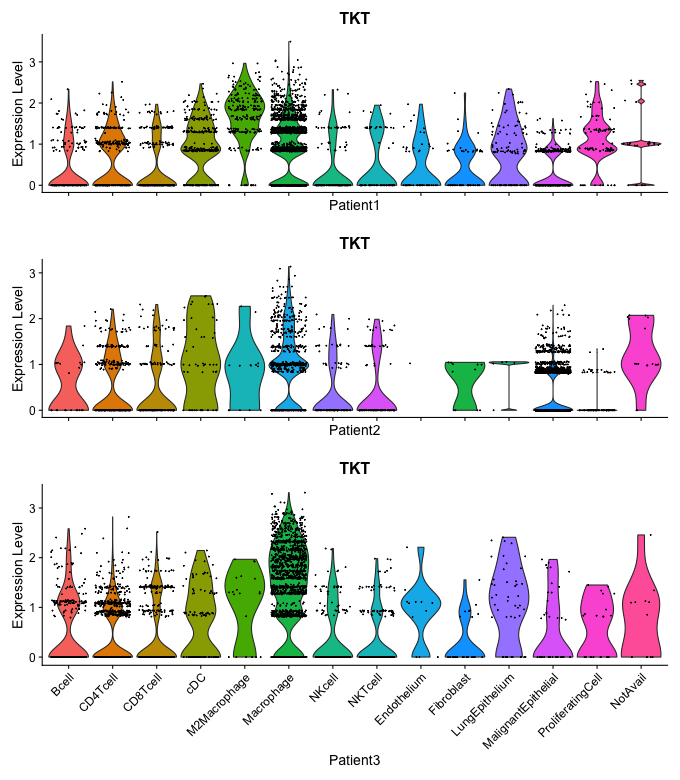 TKT
Expression Level
3
2
1
0
Patient1
TKT
Expression Level
3
2
1
0
Patient2
TKT
Expression Level
3
2
1
0
Bcell
CD4Tcell
CD8Tcell
cDC
M2Macrophage
Macrophage
NKcell
NKTcell
Endothelium
Fibroblast
LungEpithelium
MalignantEpithelial
ProliferatingCell
NotAvail
Patient3